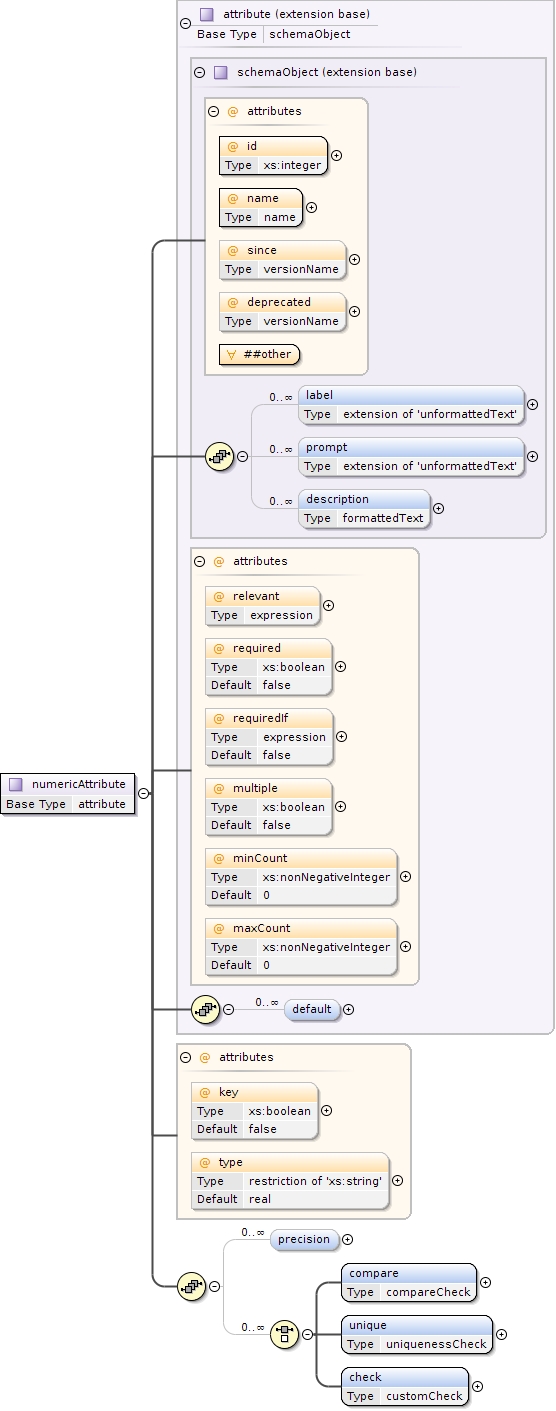 attribute (extension base)
Base Type schemaObject
schemaObject (extension base)
@ attributes
@ id
Type xs:integer
@ name
Type name
@ since
Type versionName
@ deprecated
Type versionName
∀ ##other
0..∞ label
Type extension of 'unformattedText'
0..∞ prompt
Type extension of 'unformattedText'
0..∞ description
Type formattedText
@ attributes
@ relevant
Type expression
@ required
Type xs:boolean
Default false
@ requiredIf
Type expression
Default false
@ multiple
Type xs:boolean
Default false
@ minCount
Type xs:nonNegativeInteger
Default 0
@ maxCount
Type xs:nonNegativeInteger
Default 0
numericAttribute
Base Type attribute
0..∞ default
@ attributes
@ key
Type xs:boolean
Default false
@ type
Type restriction of 'xs:string'
Default real
0..∞ precision
0..∞
compare
Type compareCheck
unique
Type uniquenessCheck
check
Type customCheck